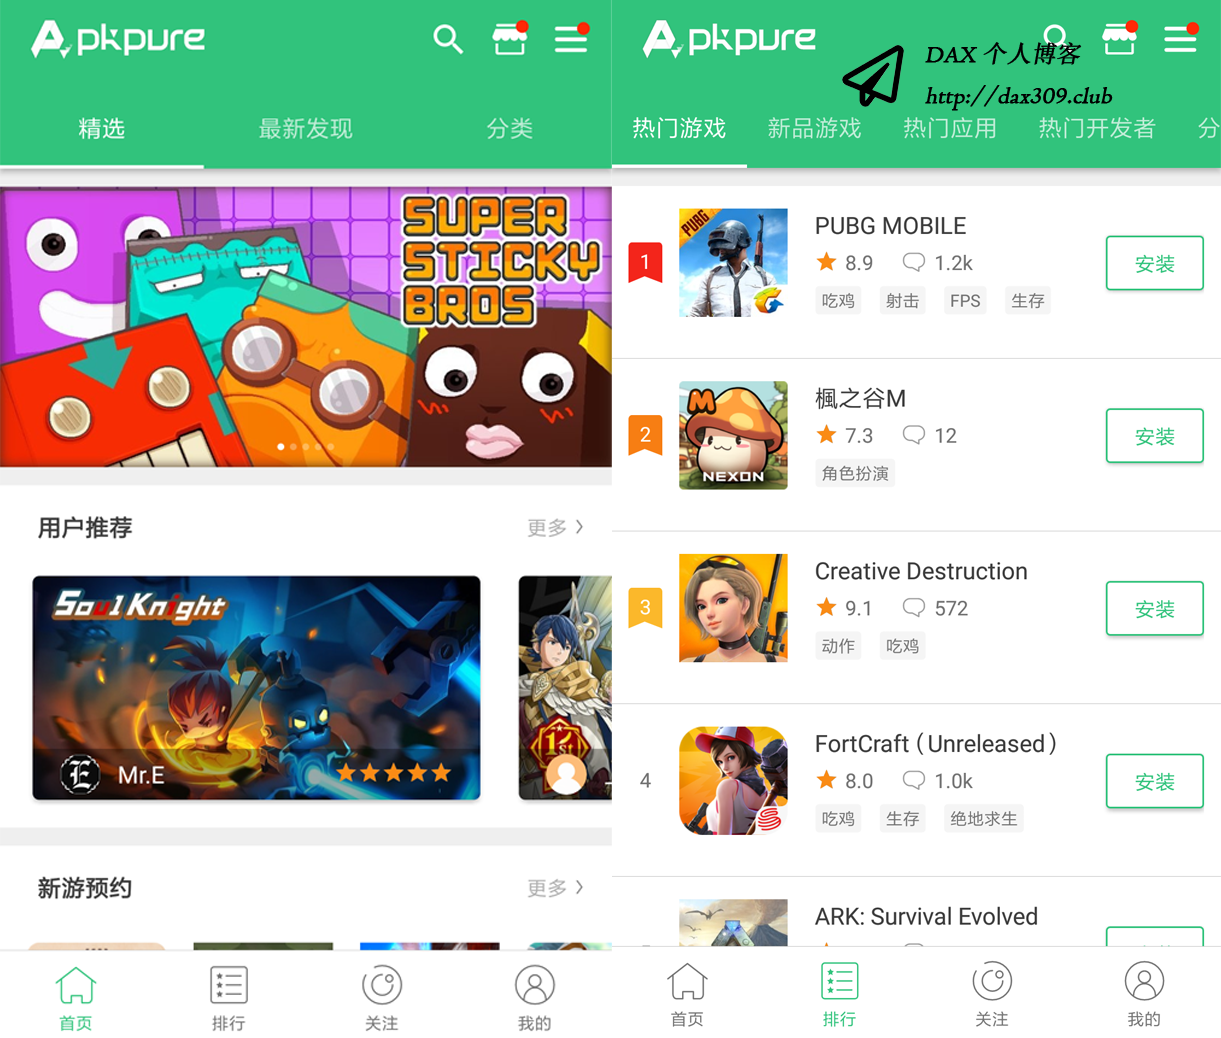 Apkpure
精选
最新发现
分类
SUPER
STICKY
BROS
用户推荐
更多
Soul Knight
1st
E
Mr.E
新游预约
更多
首页
排行
关注
我的
Apkpure
DAX 个人博客
http://dax309.club
热门游戏
新品游戏
热门应用
热门开发者
分
1
PUBG
PUBG MOBILE
8.9
1.2k
吃鸡
射击
FPS
生存
安装
2
M
NEXON
楓之谷M
7.3
12
角色扮演
安装
3
Creative Destruction
9.1
572
动作
吃鸡
安装
4
FortCraft（Unreleased）
8.0
1.0k
吃鸡
生存
绝地求生
安装
ARK: Survival Evolved
首页
排行
关注
我的